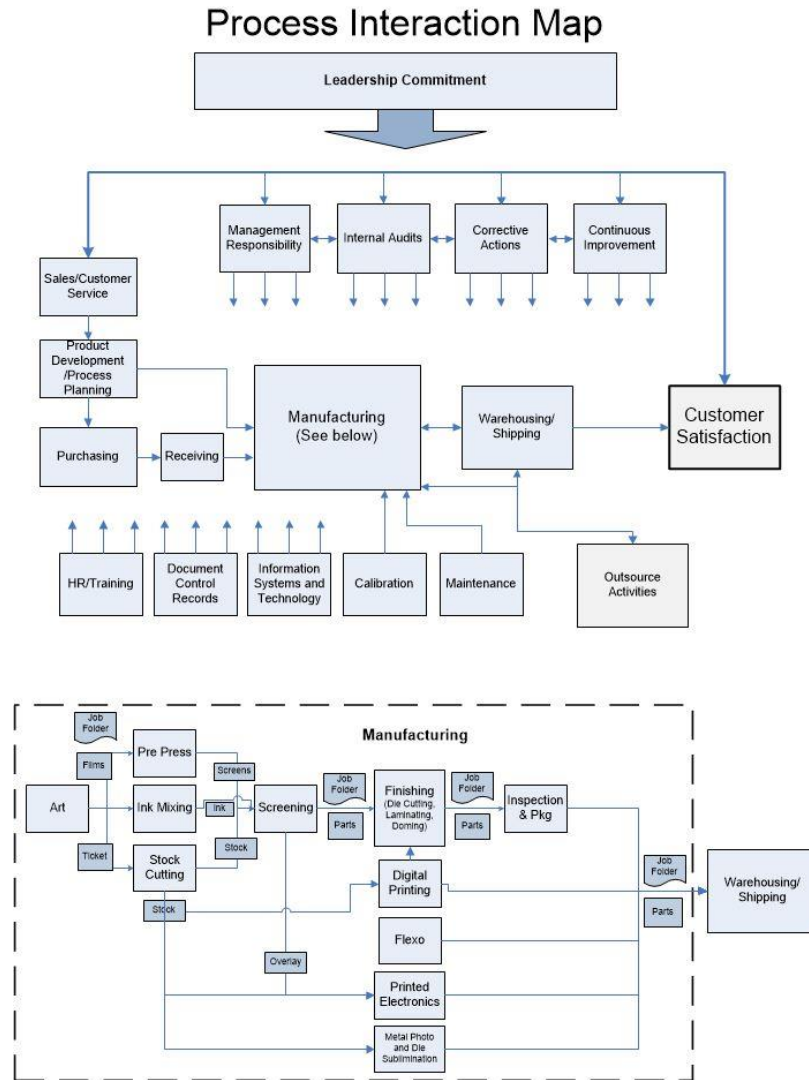 Process Interaction Map
Leadership Commitment
Management
Responsibility
Internal Audits
Corrective
Actions
Continuous
Improvement
Sales/Customer
Service
Product
Development
/Process
Planning
Manufacturing
(See below)
Warehousing/
Shipping
Customer
Satisfaction
Purchasing
Receiving
HR/Training
Document
Control
Records
Information
Systems and
Technology
Calibration
Maintenance
Outsource
Activities
Manufacturing
Job
Folder
Films
Pre Press
Screens
Art
Ink Mixing
Ink
Screening
Job
Folder
Parts
Finishing
(Die Cutting,
Laminating,
Doming)
Job
Folder
Parts
Inspection
& Pkg
Ticket
Stock
Cutting
Stock
Stock
Digital
Printing
Job
Folder
Parts
Warehousing/
Shipping
Flexo
Overlay
Printed
Electronics
Metal Photo
and Die
Sublimination